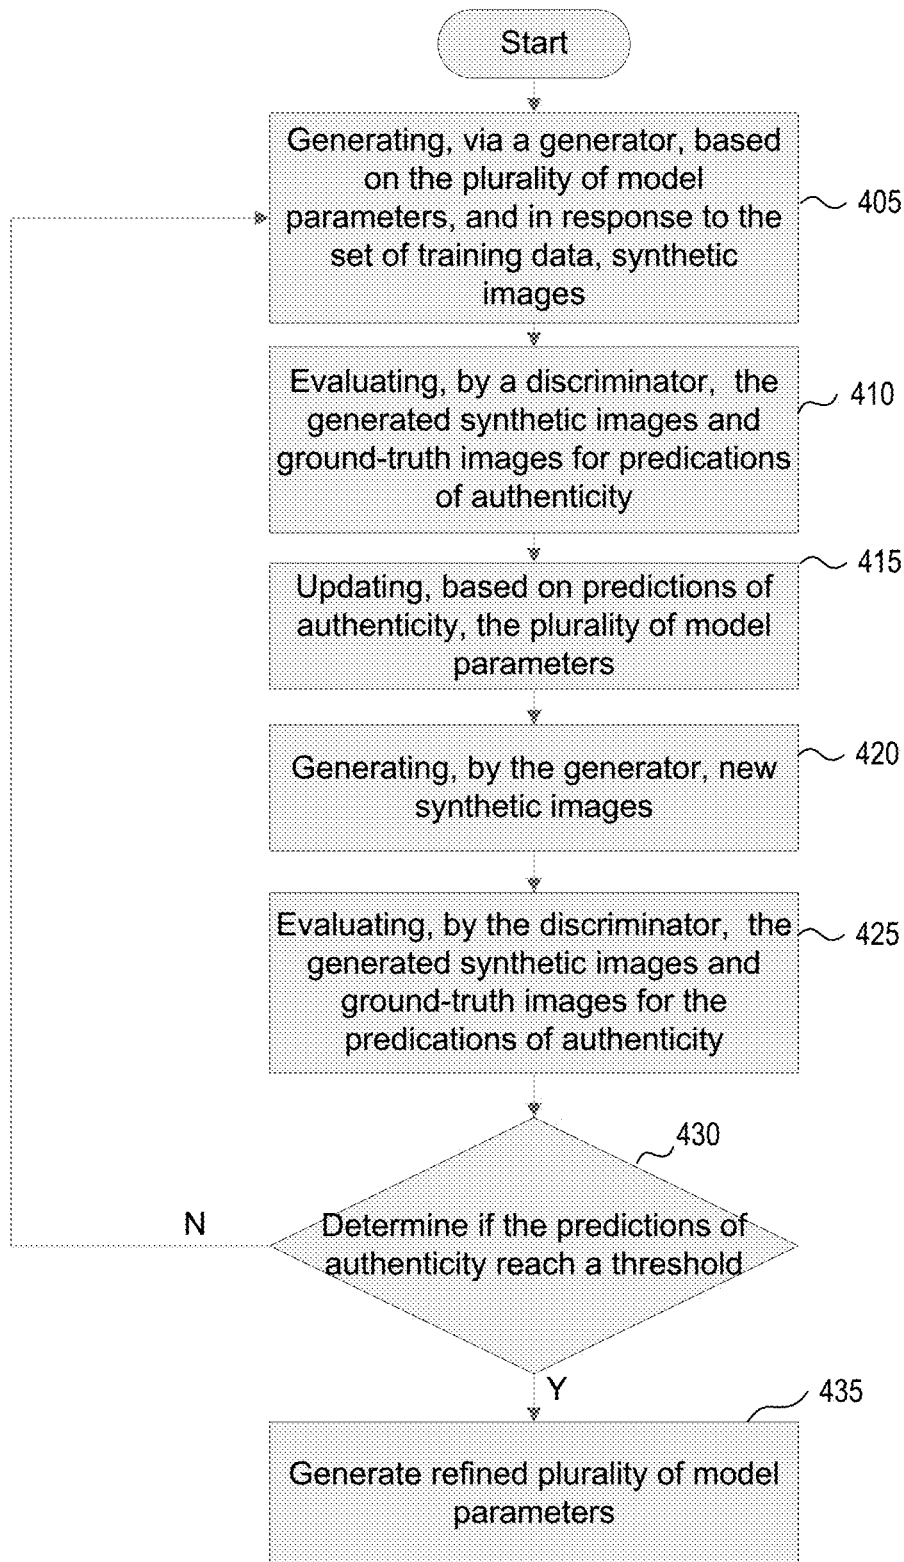 Start
Generating, via a generator, based
on the plurality of model
parameters, and in response to the
set of training data, synthetic
images
405
Evaluating, by a discriminator,  the
generated synthetic images and
ground-truth images for predications
of authenticity
410
Updating, based on predictions of
authenticity, the plurality of model
parameters
415
Generating, by the generator, new
synthetic images
420
Evaluating, by the discriminator,  the
generated synthetic images and
ground-truth images for the
predications of authenticity
425
430
Determine if the predictions of
authenticity reach a threshold
N
Y
435
Generate refined plurality of model
parameters